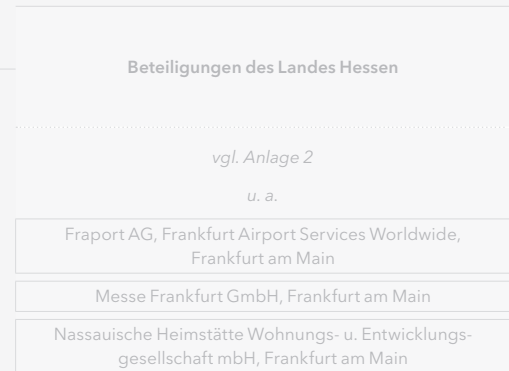 Beteiligungen des Landes Hessen
vgl. Anlage 2
u. a.
Fraport AG, Frankfurt Airport Services Worldwide,
Frankfurt am Main
Messe Frankfurt GmbH, Frankfurt am Main
Nassauische Heimstätte Wohnungs- u. Entwicklungs-
gesellschaft mbH, Frankfurt am Main